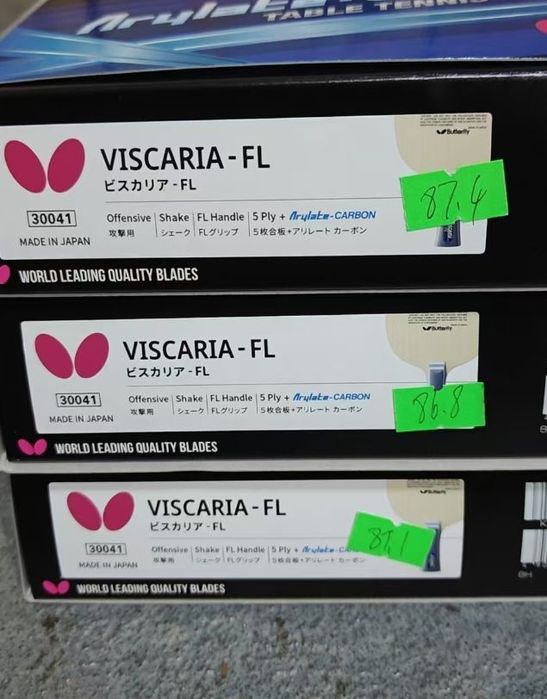 Arylate
TABLE TENNIS
Butterfly
VISCARIA-FL
ビスカリア-FL
87.4
30041
Offensive Shake FL Handle 5 Ply + Arylate-CARBON
攻撃用 シェーク FLグリップ 5枚合板+アリレート カーボン
MADE IN JAPAN
WORLD LEADING QUALITY BLADES
Butterfly
VISCARIA-FL
ビスカリア-FL
86.8
30041
Offensive Shake FL Handle 5 Ply + Arylate-CARBON
攻撃用 シェーク FLグリップ 5枚合板+アリレート カーボン
MADE IN JAPAN
WORLD LEADING QUALITY BLADES
Butterfly
VISCARIA-FL
ビスカリア-FL
87.1
30041
Offensive Shake FL Handle 5 Ply + Arylate-CA
攻撃用 シェーク FLグリップ 5枚合板+アリレート カーボン
MADE IN JAPAN
WORLD LEADING QUALITY BLADES
BH